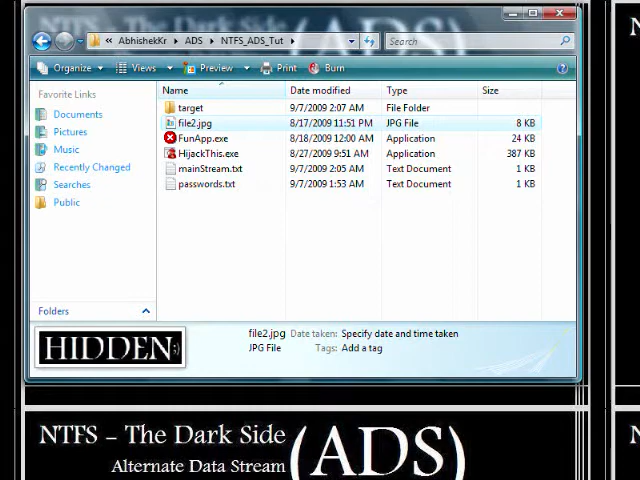 NTFS - The Dark Side
(ADS)
N
« AbhishekKr ▸ ADS ▸ NTFS_ADS_Tut ▸
Search
Organize Views Preview Print Burn
Favorite Links
Documents
Pictures
Music
Recently Changed
Searches
Public
Folders
Name Date modified Type Size
target 9/7/2009 2:07 AM File Folder
file2.jpg 8/17/2009 11:51 PM JPG File 8 KB
FunApp.exe 8/18/2009 12:00 AM Application 24 KB
HijackThis.exe 8/27/2009 9:51 AM Application 387 KB
mainStream.txt 9/7/2009 2:05 AM Text Document 1 KB
passwords.txt 9/7/2009 1:53 AM Text Document 1 KB
HIDDEN;)
file2.jpg Date taken: Specify date and time taken
JPG File Tags: Add a tag
NTFS - The Dark Side
Alternate Data Stream
(ADS)
N